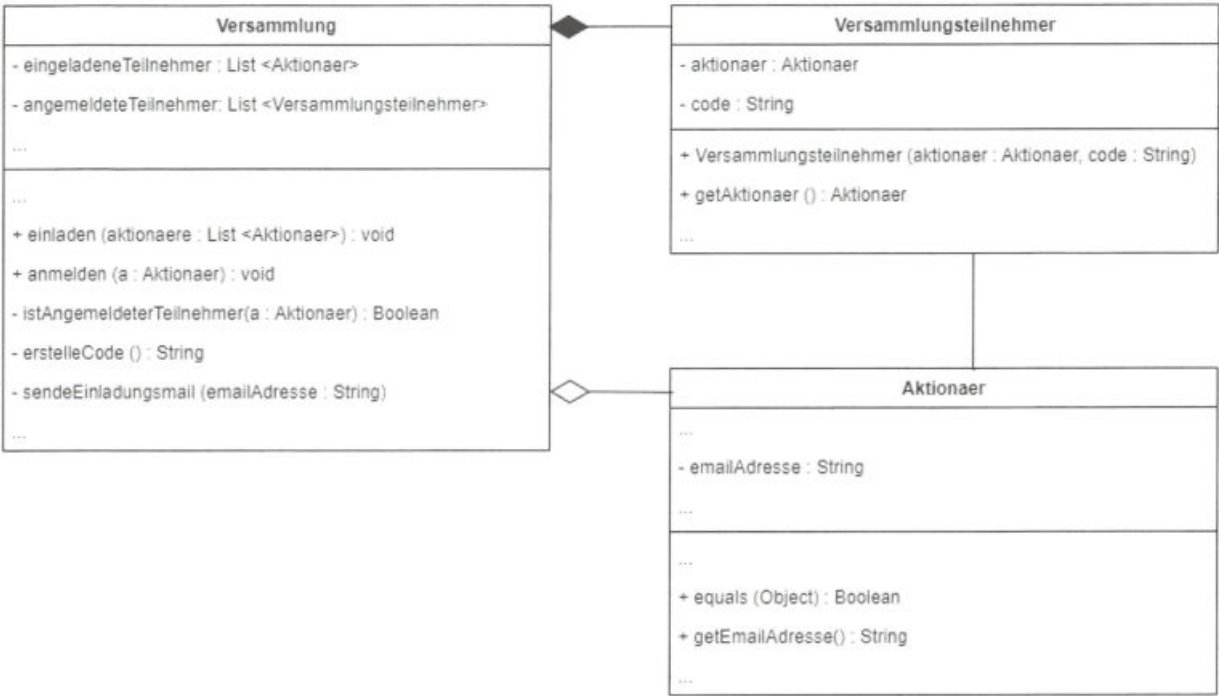 Versammlung
- eingeladeneTeilnehmer : List <Aktionaer>
- angemeldeteTeilnehmer: List <Versammlungsteilnehmer>
...
...
+ einladen (aktionaere : List <Aktionaer>) : void
+ anmelden (a : Aktionaer) : void
- istAngemeldeterTeilnehmer(a : Aktionaer) : Boolean
- erstelleCode () : String
- sendeEinladungsmail (emailAdresse : String)
...
Versammlungsteilnehmer
- aktionaer : Aktionaer
- code : String
+ Versammlungsteilnehmer (aktionaer : Aktionaer, code : String)
+ getAktionaer () : Aktionaer
...
Aktionaer
...
- emailAdresse : String
...
...
+ equals (Object) : Boolean
+ getEmailAdresse() : String
...